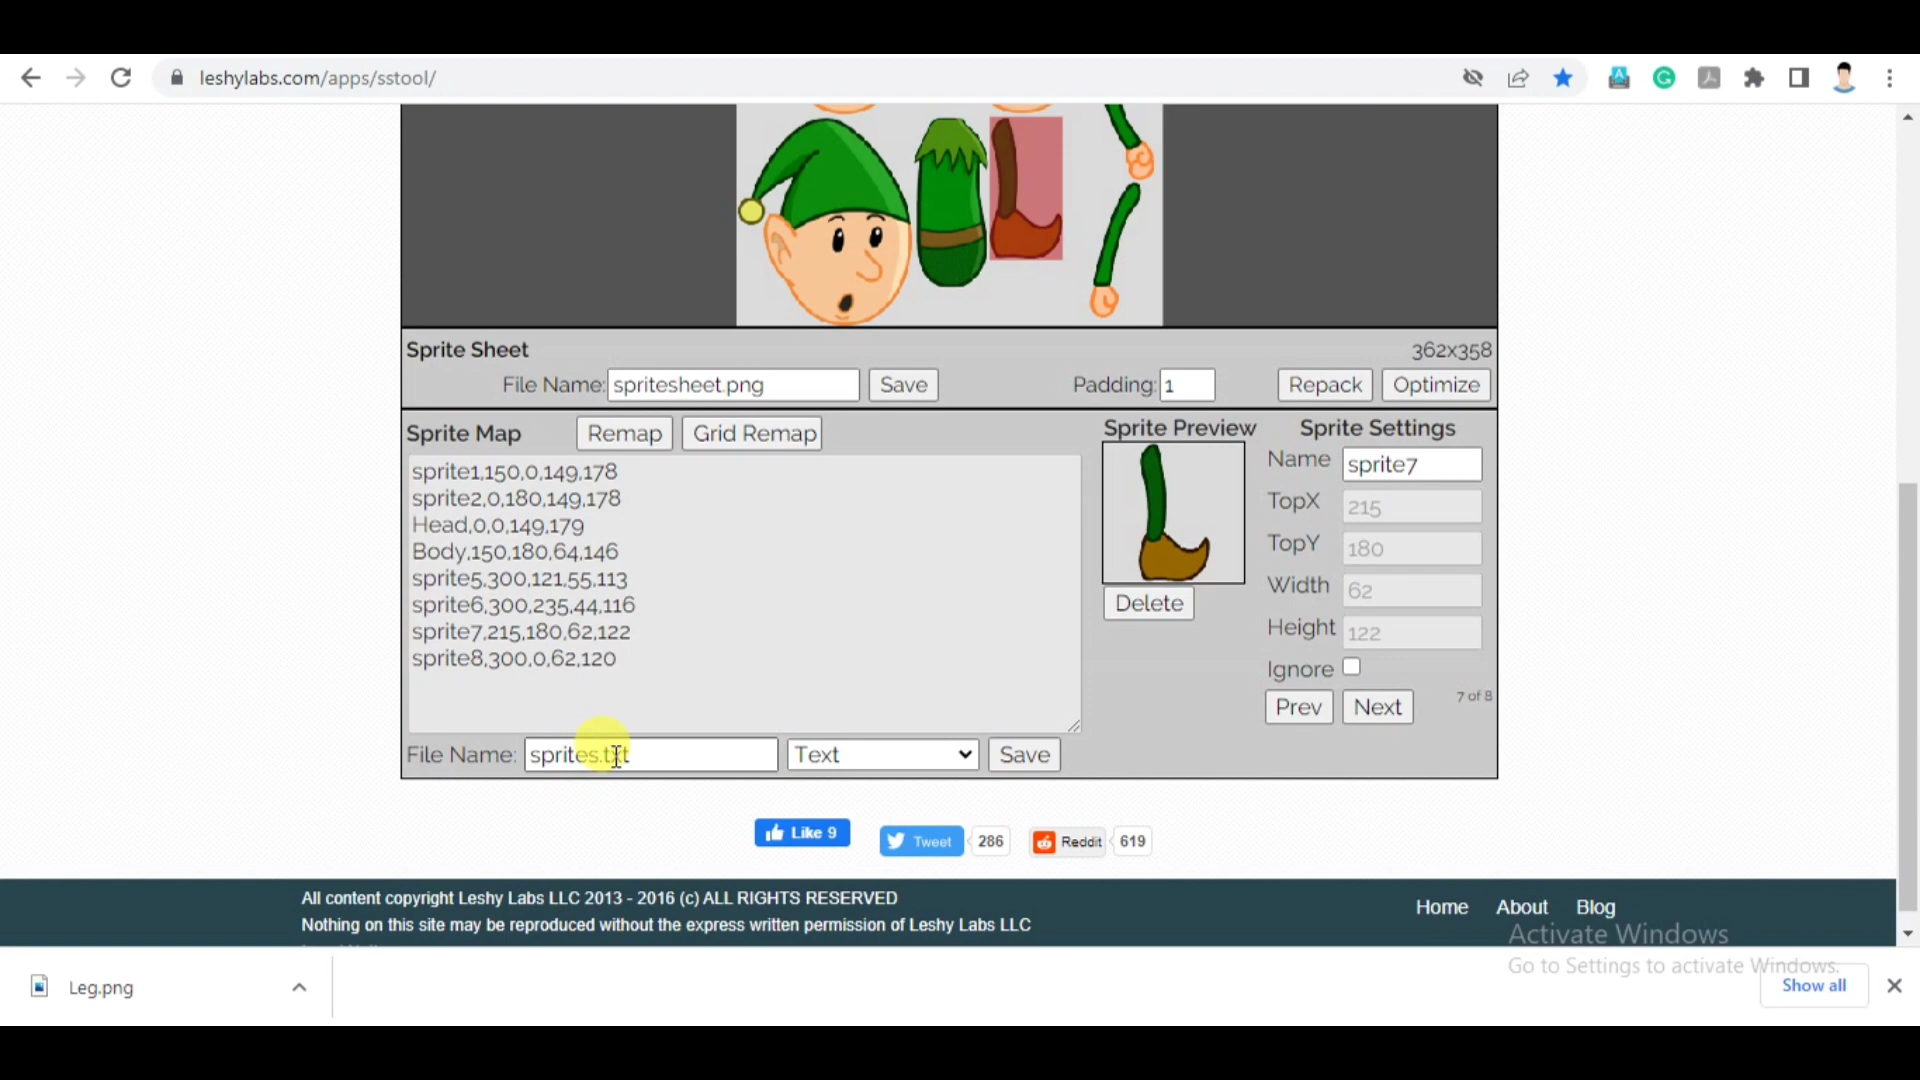 leshylabs.com/apps/sstool/
Sprite Sheet
362x358
File Name: spritesheet.png Save Padding: 1 Repack Optimize
Sprite Map Remap Grid Remap
sprite1,150,0,149,178
sprite2,0,180,149,178
Head,0,0,149,179
Body,150,180,64,146
sprite5,300,121,55,113
sprite6,300,235,44,116
sprite7,215,180,62,122
sprite8,300,0,62,120
File Name: sprites.txt Text Save
Sprite Preview
Delete
Sprite Settings
Name sprite7
TopX 215
TopY 180
Width 62
Height 122
Ignore
Prev Next 7 of 8
Like 9 Tweet 286 Reddit 619
All content copyright Leshy Labs LLC 2013 - 2016 (c) ALL RIGHTS RESERVED
Nothing on this site may be reproduced without the express written permission of Leshy Labs LLC
Home About Blog
Activate Windows
Go to Settings to activate Windows.
Leg.png
Show all